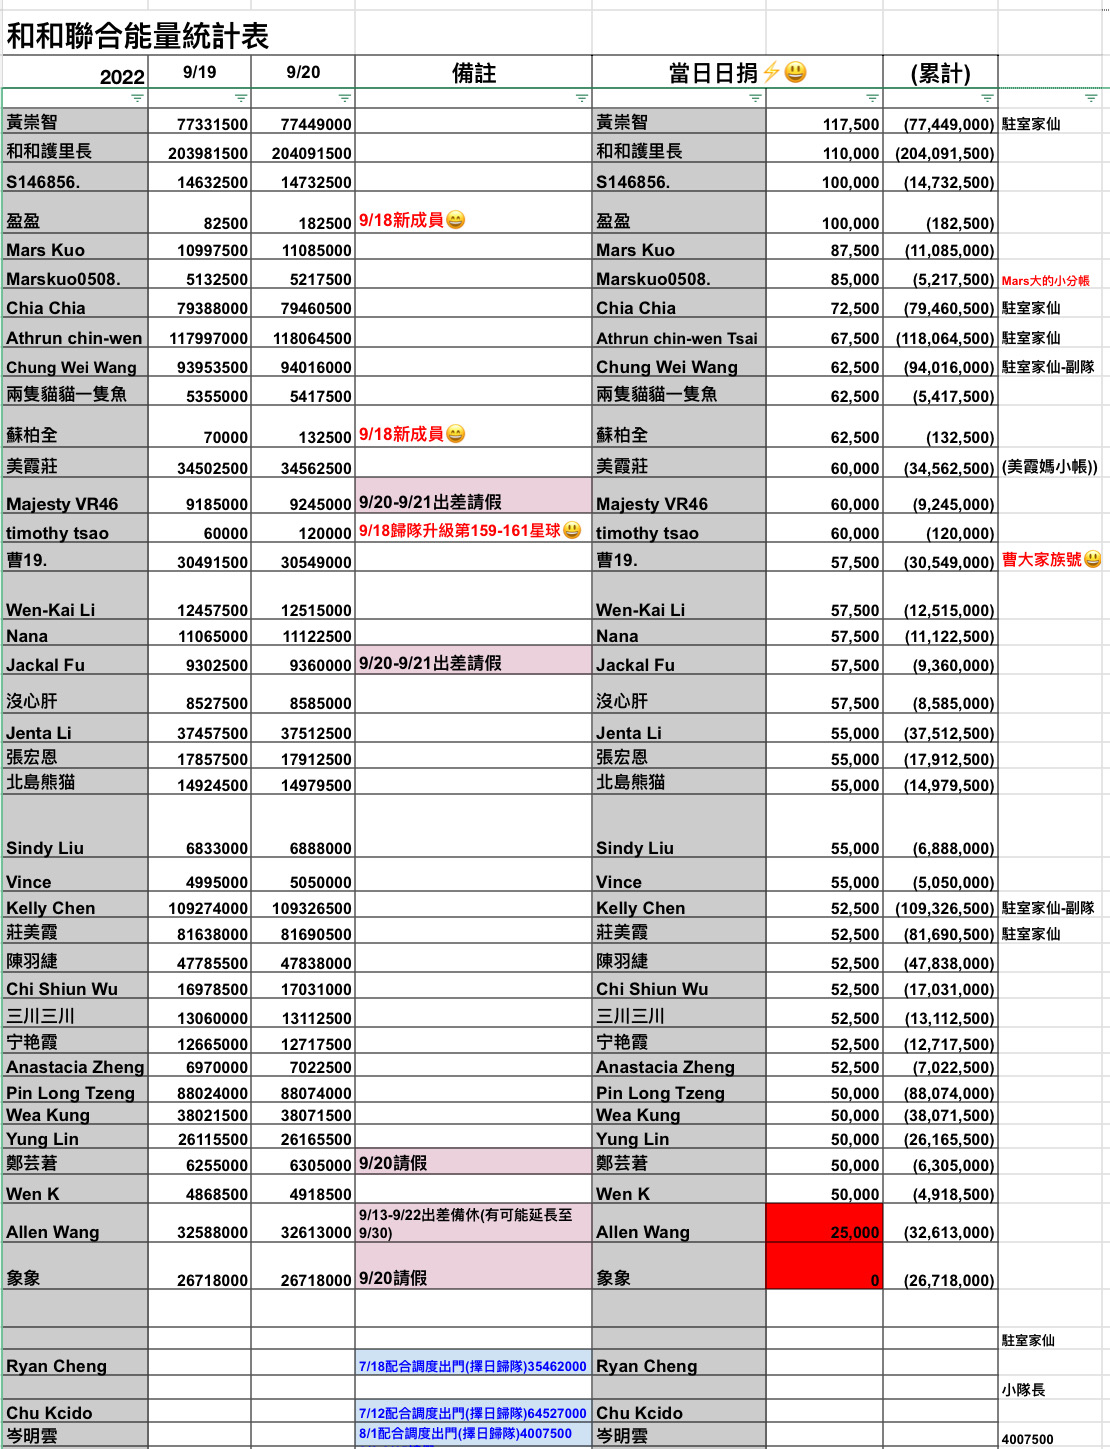 和和聯合能量統計表
2022 9/19 9/20 備註 當日日捐⚡😃 (累計)
黃崇智 77331500 77449000 黃崇智 117,500 (77,449,000) 駐室家仙
和和護里長 203981500 204091500 和和護里長 110,000 (204,091,500)
S146856. 14632500 14732500 S146856. 100,000 (14,732,500)
盈盈 82500 182500 9/18新成員😄 盈盈 100,000 (182,500)
Mars Kuo 10997500 11085000 Mars Kuo 87,500 (11,085,000)
Marskuo0508. 5132500 5217500 Marskuo0508. 85,000 (5,217,500) Mars大的小分帳
Chia Chia 79388000 79460500 Chia Chia 72,500 (79,460,500) 駐室家仙
Athrun chin-wen 117997000 118064500 Athrun chin-wen Tsai 67,500 (118,064,500) 駐室家仙
Chung Wei Wang 93953500 94016000 Chung Wei Wang 62,500 (94,016,000) 駐室家仙-副隊
兩隻貓貓一隻魚 5355000 5417500 兩隻貓貓一隻魚 62,500 (5,417,500)
蘇柏全 70000 132500 9/18新成員😄 蘇柏全 62,500 (132,500)
美霞莊 34502500 34562500 美霞莊 60,000 (34,562,500) (美霞媽小帳))
Majesty VR46 9185000 9245000 9/20-9/21出差請假 Majesty VR46 60,000 (9,245,000)
timothy tsao 60000 120000 9/18歸隊升級第159-161星球😃 timothy tsao 60,000 (120,000)
曹19. 30491500 30549000 曹19. 57,500 (30,549,000) 曹大家族號😃
Wen-Kai Li 12457500 12515000 Wen-Kai Li 57,500 (12,515,000)
Nana 11065000 11122500 Nana 57,500 (11,122,500)
Jackal Fu 9302500 9360000 9/20-9/21出差請假 Jackal Fu 57,500 (9,360,000)
沒心肝 8527500 8585000 沒心肝 57,500 (8,585,000)
Jenta Li 37457500 37512500 Jenta Li 55,000 (37,512,500)
張宏恩 17857500 17912500 張宏恩 55,000 (17,912,500)
北島熊猫 14924500 14979500 北島熊猫 55,000 (14,979,500)
Sindy Liu 6833000 6888000 Sindy Liu 55,000 (6,888,000)
Vince 4995000 5050000 Vince 55,000 (5,050,000)
Kelly Chen 109274000 109326500 Kelly Chen 52,500 (109,326,500) 駐室家仙-副隊
莊美霞 81638000 81690500 莊美霞 52,500 (81,690,500) 駐室家仙
陳羽緁 47785500 47838000 陳羽緁 52,500 (47,838,000)
Chi Shiun Wu 16978500 17031000 Chi Shiun Wu 52,500 (17,031,000)
三川三川 13060000 13112500 三川三川 52,500 (13,112,500)
宁艳霞 12665000 12717500 宁艳霞 52,500 (12,717,500)
Anastacia Zheng 6970000 7022500 Anastacia Zheng 52,500 (7,022,500)
Pin Long Tzeng 88024000 88074000 Pin Long Tzeng 50,000 (88,074,000)
Wea Kung 38021500 38071500 Wea Kung 50,000 (38,071,500)
Yung Lin 26115500 26165500 Yung Lin 50,000 (26,165,500)
鄭芸莙 6255000 6305000 9/20請假 鄭芸莙 50,000 (6,305,000)
Wen K 4868500 4918500 Wen K 50,000 (4,918,500)
9/13-9/22出差備休(有可能延長至
Allen Wang 32588000 32613000 9/30) Allen Wang 25,000 (32,613,000)
象象 26718000 26718000 9/20請假 象象 0 (26,718,000)
駐室家仙
Ryan Cheng 7/18配合調度出門(擇日歸隊)35462000 Ryan Cheng
小隊長
Chu Kcido 7/12配合調度出門(擇日歸隊)64527000 Chu Kcido
岑明雲 8/1配合調度出門(擇日歸隊)4007500 岑明雲 4007500